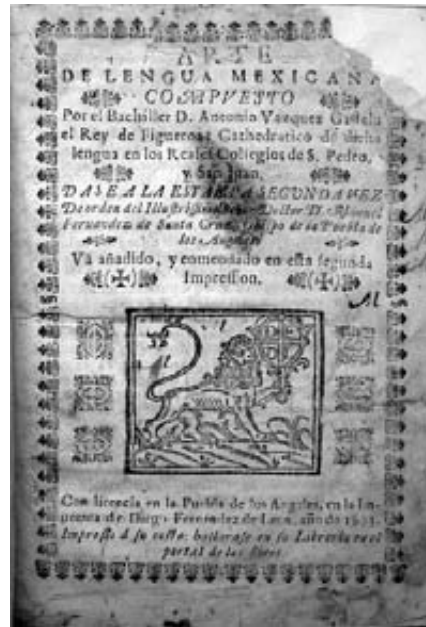 ARTE
DE LENGUA MEXICANA
COMPVESTO
Por el Bachiller D. Antonio Vazquez Gastelu
el Rey de Figueroa: Cathedratico de dicha
lengua en los Reales Collegios de S. Pedro,
y San Juan.
DASE A LA ESTAMPA SEGUNDA VEZ
De orden del Illustrissimo Doctor D. Manuel
Fernandez de Santa Cruz Obispo de la Puebla de
los Angeles
Va añadido, y emendado en esta segunda
Impression.
Con licencia en la Puebla de los Angeles, en la Im-
prenta de Diego Fernandez de Leon, año de 1693.
Impresso á su costa: hallarase en su Libreria en el
portal de las flores